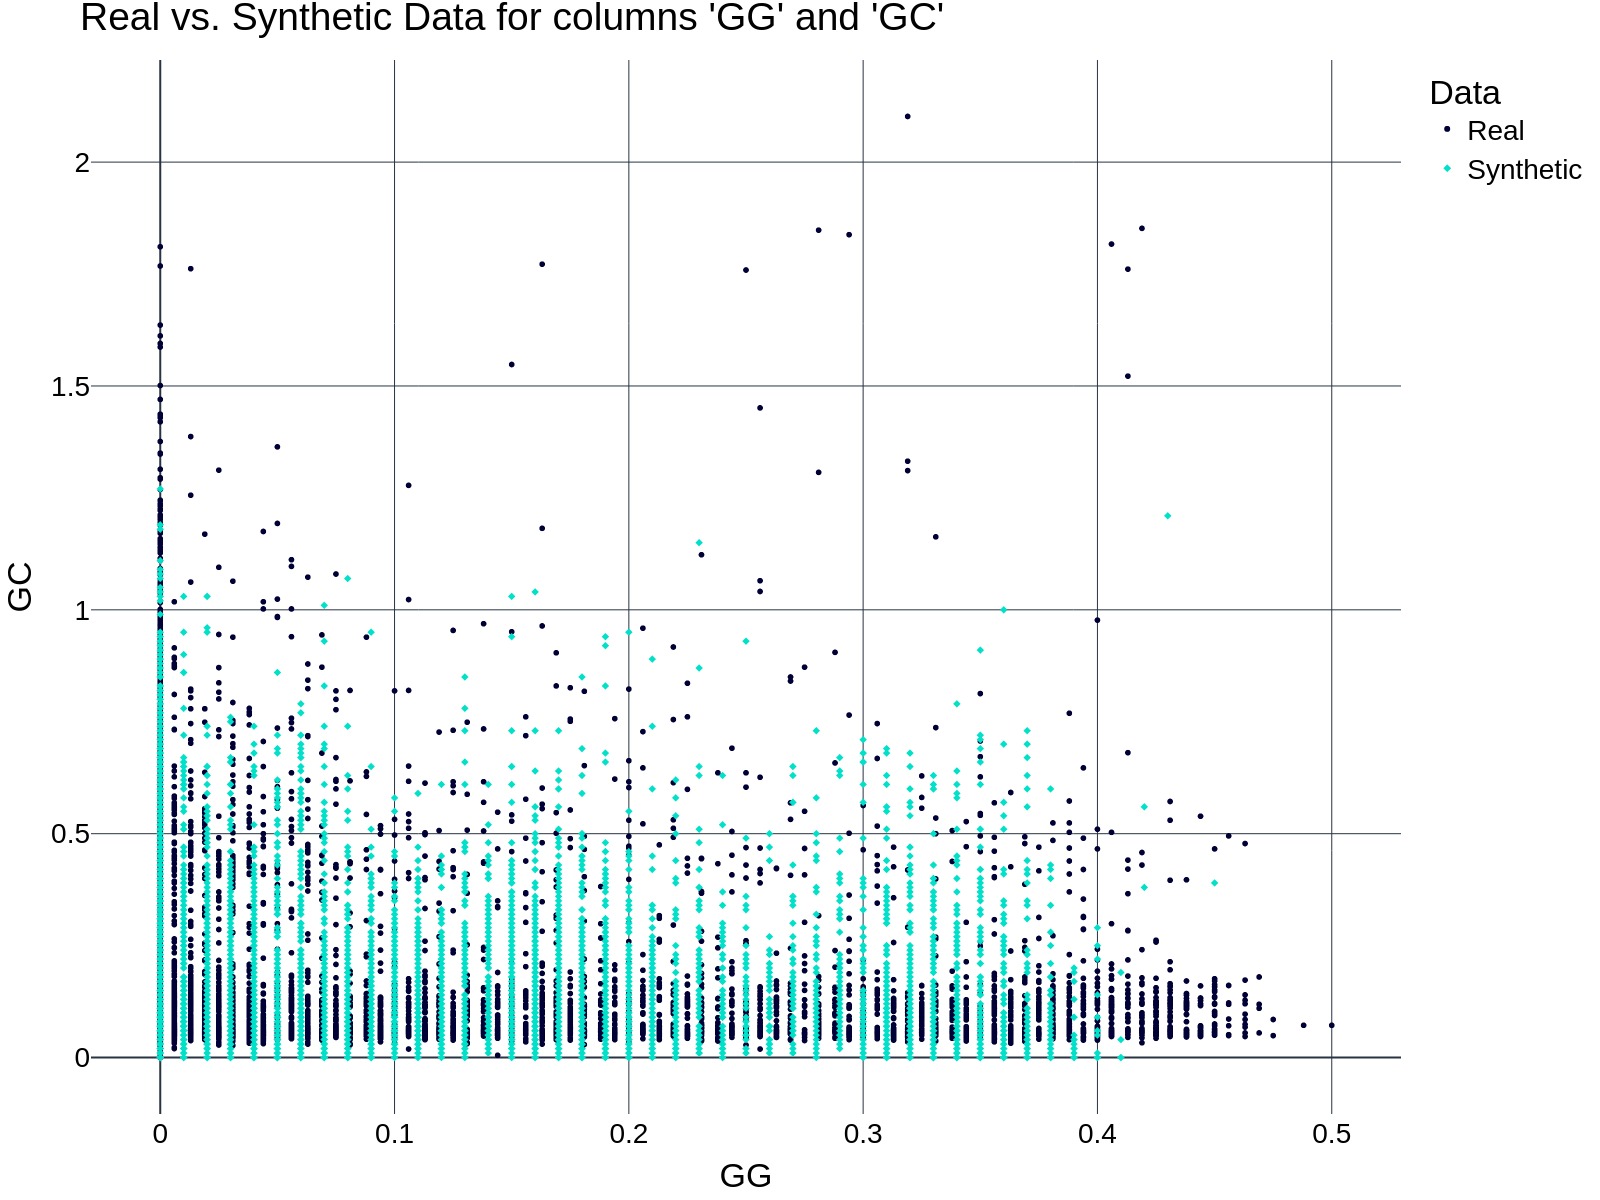 Real vs. Synthetic Data for columns 'GG' and 'GC'
Data
Real
Synthetic
GC
2
1.5
1
0.5
0
0
0.1
0.2
0.3
0.4
0.5
GG